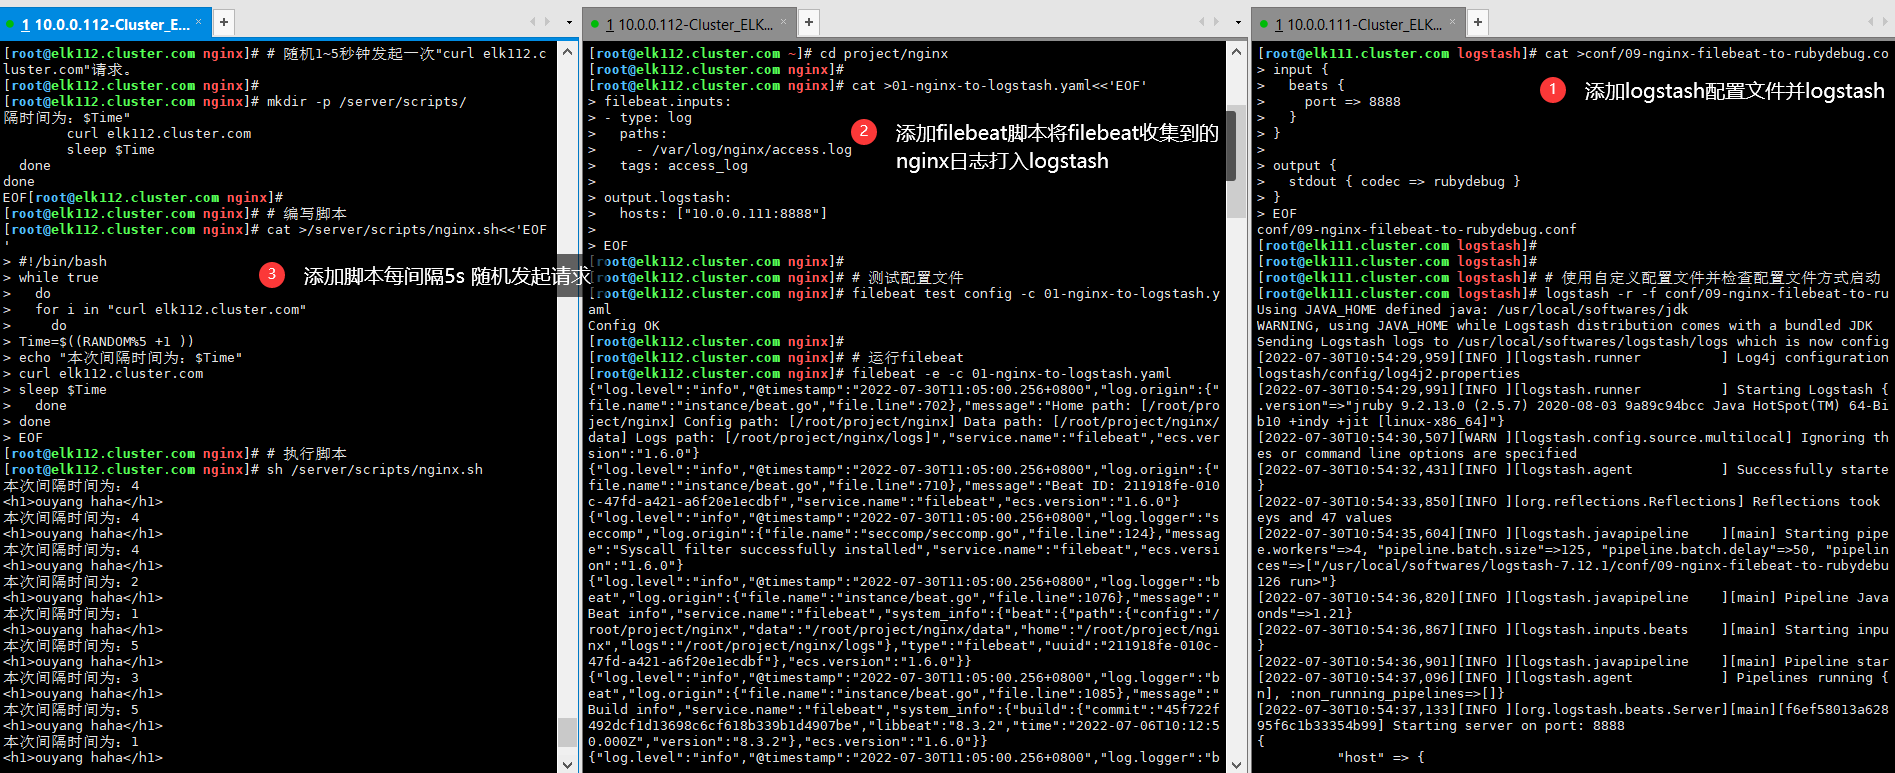 1 10.0.0.112-Cluster_E...
[root@elk112.cluster.com nginx]# # 随机1~5秒钟发起一次"curl elk112.c
luster.com"请求。
[root@elk112.cluster.com nginx]#
[root@elk112.cluster.com nginx]# mkdir -p /server/scripts/
隔时间为: $Time"
curl elk112.cluster.com
sleep $Time
done
done
EOF[root@elk112.cluster.com nginx]#
[root@elk112.cluster.com nginx]# # 编写脚本
[root@elk112.cluster.com nginx]# cat >/server/scripts/nginx.sh<<'EOF
'
> #!/bin/bash
> while true
>   do
>   for i in "curl elk112.cluster.com"
>     do
> Time=$((RANDOM%5 +1 ))
> echo "本次间隔时间为: $Time"
> curl elk112.cluster.com
> sleep $Time
>   done
> done
> EOF
[root@elk112.cluster.com nginx]# # 执行脚本
[root@elk112.cluster.com nginx]# sh /server/scripts/nginx.sh
本次间隔时间为: 4
<h1>ouyang haha</h1>
本次间隔时间为: 4
<h1>ouyang haha</h1>
本次间隔时间为: 4
<h1>ouyang haha</h1>
本次间隔时间为: 2
<h1>ouyang haha</h1>
本次间隔时间为: 1
<h1>ouyang haha</h1>
本次间隔时间为: 5
<h1>ouyang haha</h1>
本次间隔时间为: 3
<h1>ouyang haha</h1>
本次间隔时间为: 5
<h1>ouyang haha</h1>
本次间隔时间为: 1
<h1>ouyang haha</h1>
3 添加脚本每间隔5s 随机发起请求
1 10.0.0.112-Cluster_ELK...
[root@elk112.cluster.com ~]# cd project/nginx
[root@elk112.cluster.com nginx]#
[root@elk112.cluster.com nginx]# cat >01-nginx-to-logstash.yaml<<'EOF'
> filebeat.inputs:
> - type: log
>   paths:
>     - /var/log/nginx/access.log
>   tags: access_log
>
> output.logstash:
>   hosts: ["10.0.0.111:8888"]
>
> EOF
[root@elk112.cluster.com nginx]#
[root@elk112.cluster.com nginx]# # 测试配置文件
[root@elk112.cluster.com nginx]# filebeat test config -c 01-nginx-to-logstash.y
aml
Config OK
[root@elk112.cluster.com nginx]#
[root@elk112.cluster.com nginx]# # 运行filebeat
[root@elk112.cluster.com nginx]# filebeat -e -c 01-nginx-to-logstash.yaml
{"log.level":"info","@timestamp":"2022-07-30T11:05:00.256+0800","log.origin":{"
file.name":"instance/beat.go","file.line":702},"message":"Home path: [/root/pro
ject/nginx] Config path: [/root/project/nginx] Data path: [/root/project/nginx/
data] Logs path: [/root/project/nginx/logs]","service.name":"filebeat","ecs.ver
sion":"1.6.0"}
{"log.level":"info","@timestamp":"2022-07-30T11:05:00.256+0800","log.origin":{"
file.name":"instance/beat.go","file.line":710},"message":"Beat ID: 211918fe-010
c-47fd-a421-a6f20e1ecdbf","service.name":"filebeat","ecs.version":"1.6.0"}
{"log.level":"info","@timestamp":"2022-07-30T11:05:00.256+0800","log.logger":"s
eccomp","log.origin":{"file.name":"seccomp/seccomp.go","file.line":124},"messag
e":"Syscall filter successfully installed","service.name":"filebeat","ecs.versi
on":"1.6.0"}
{"log.level":"info","@timestamp":"2022-07-30T11:05:00.256+0800","log.logger":"b
eat","log.origin":{"file.name":"instance/beat.go","file.line":1076},"message":"
Beat info","service.name":"filebeat","system_info":{"beat":{"path":{"config":"/
root/project/nginx","data":"/root/project/nginx/data","home":"/root/project/ngi
nx","logs":"/root/project/nginx/logs"},"type":"filebeat","uuid":"211918fe-010c-
47fd-a421-a6f20e1ecdbf"},"ecs.version":"1.6.0"}}
{"log.level":"info","@timestamp":"2022-07-30T11:05:00.256+0800","log.logger":"b
eat","log.origin":{"file.name":"instance/beat.go","file.line":1085},"message":"
Build info","service.name":"filebeat","system_info":{"build":{"commit":"45f722f
492dcf1d13698c6cf618b339b1d4907be","libbeat":"8.3.2","time":"2022-07-06T10:12:5
0.000Z","version":"8.3.2"},"ecs.version":"1.6.0"}}
{"log.level":"info","@timestamp":"2022-07-30T11:05:00.256+0800","log.logger":"b
2 添加filebeat脚本将filebeat收集到的
nginx日志打入logstash
1 10.0.0.111-Cluster_ELK...
[root@elk111.cluster.com logstash]# cat >conf/09-nginx-filebeat-to-rubydebug.co
> input {
>   beats {
>     port => 8888
>   }
> }
>
> output {
>   stdout { codec => rubydebug }
> }
> EOF
conf/09-nginx-filebeat-to-rubydebug.conf
[root@elk111.cluster.com logstash]#
[root@elk111.cluster.com logstash]#
[root@elk111.cluster.com logstash]# # 使用自定义配置文件并检查配置文件方式启动
[root@elk111.cluster.com logstash]# logstash -r -f conf/09-nginx-filebeat-to-ru
Using JAVA_HOME defined java: /usr/local/softwares/jdk
WARNING, using JAVA_HOME while Logstash distribution comes with a bundled JDK
Sending Logstash logs to /usr/local/softwares/logstash/logs which is now config
[2022-07-30T10:54:29,959][INFO ][logstash.runner          ] Log4j configuration
logstash/config/log4j2.properties
[2022-07-30T10:54:29,991][INFO ][logstash.runner          ] Starting Logstash {
.version"=>"jruby 9.2.13.0 (2.5.7) 2020-08-03 9a89c94bcc Java HotSpot(TM) 64-Bi
b10 +indy +jit [linux-x86_64]"}
[2022-07-30T10:54:30,507][WARN ][logstash.config.source.multilocal] Ignoring th
es or command line options are specified
[2022-07-30T10:54:32,431][INFO ][logstash.agent           ] Successfully starte
}
[2022-07-30T10:54:33,850][INFO ][org.reflections.Reflections] Reflections took
eys and 47 values
[2022-07-30T10:54:35,604][INFO ][logstash.javapipeline    ][main] Starting pipe
e.workers"=>4, "pipeline.batch.size"=>125, "pipeline.batch.delay"=>50, "pipelin
ces"=>["/usr/local/softwares/logstash-7.12.1/conf/09-nginx-filebeat-to-rubydebu
126 run>"}
[2022-07-30T10:54:36,820][INFO ][logstash.javapipeline    ][main] Pipeline Java
onds"=>1.21}
[2022-07-30T10:54:36,867][INFO ][logstash.inputs.beats    ][main] Starting inpu
}
[2022-07-30T10:54:36,901][INFO ][logstash.javapipeline    ][main] Pipeline star
[2022-07-30T10:54:37,096][INFO ][logstash.agent           ] Pipelines running {
n], :non_running_pipelines=>[]}
[2022-07-30T10:54:37,133][INFO ][org.logstash.beats.Server][main][f6ef58013a628
95f6c1b33354b99] Starting server on port: 8888
{
"host" => {
1 添加logstash配置文件并logstash